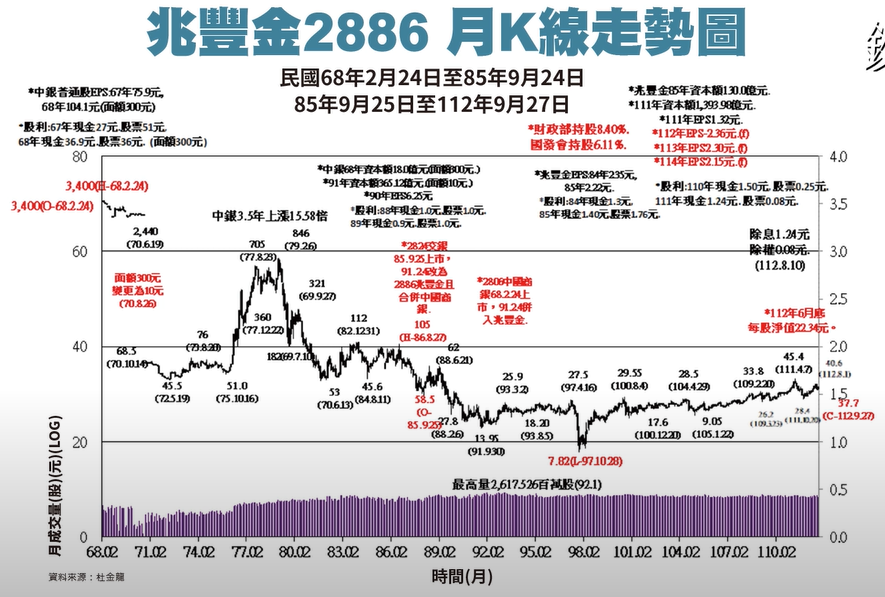 兆豐金2886 月K線走勢圖
民國68年2月24日至85年9月24日
85年9月25日至112年9月27日
*中銀普通股EPS:67年75.9元,
68年104.1元(面額300元)
*股利:67年現金27元,股票51元.
68年現金36.9元,股票36元. (面額300元)
*兆豐金85年資本額130.0億元.
*111年資本額1,393.98億元.
*111年EPS1.32元.
*112年EPS-2.36元.(f)
*113年EPS2.30元.(f)
*114年EPS2.15元.(f)
*財政部持股8.40%.
國發會持股6.11%.
*中銀68年資本額18.0億元(面額300元.)
*91年資本額365.12億元.(面額10元.)
*90年EPS6.25元
*股利:88年現金1.0元,股票1.0元.
89年現金0.9元,股票1.0元.
*兆豐金EPS:84年2.35元,
85年2.22元.
*股利:84年現金1.3元.
85年現金1.40元,股票1.76元.
*股利:110年現金1.50元,股票0.25元.
111年現金1.24元.股票0.08元.
3,400(H-68.2.24)
3,400(O-68.2.24)
2,440
(70.6.19)
中銀3.5年上漲15.58倍
除息1.24元
除權0.08元.
(112.8.10)
面額300元
變更為10元
(70.8.26)
705
(77.8.23)
846
(79.2.6)
360
(77.12.22)
321
(69.9.27)
182(69.7.10)
*2824交銀
85.925上市,
91.24改為
2886兆豐金且
合併中國商
銀.
*2806中國商
銀68.2.24上
市,91.24併
入兆豐金.
*112年6月底
每股淨值22.34元.
68.5
(70.10.14)
76
(73.8.20)
45.5
(72.5.19)
51.0
(75.10.16)
112
(82.12.31)
53
(70.6.13)
45.6
(84.8.11)
105
(H-86.8.27)
62
(88.6.21)
58.5
(O-
85.925)
27.8
(88.2.6)
13.95
(91.930)
25.9
(93.3.2)
18.20
(93.8.5)
27.5
(97.4.16)
7.82(L-97.10.28)
29.55
(100.8.4)
17.6
(100.12.20)
28.5
(104.4.29)
9.05
(105.1.22)
33.8
(109.2.20)
26.2
(109.3.23)
45.4
(111.4.7)
28.4
(111.10.20)
40.6
(112.8.1)
37.7
(C-112.9.27)
最高量2,617.526百萬股(92.1)
月成交量(股)(元)(LOG)
80
60
40
20
0
4.0
3.5
3.0
2.5
2.0
1.5
1.0
0.5
0.0
68.02 71.02 74.02 77.02 80.02 83.02 86.02 89.02 92.02 95.02 98.02 101.02 104.02 107.02 110.02
時間(月)
資料來源:杜金龍